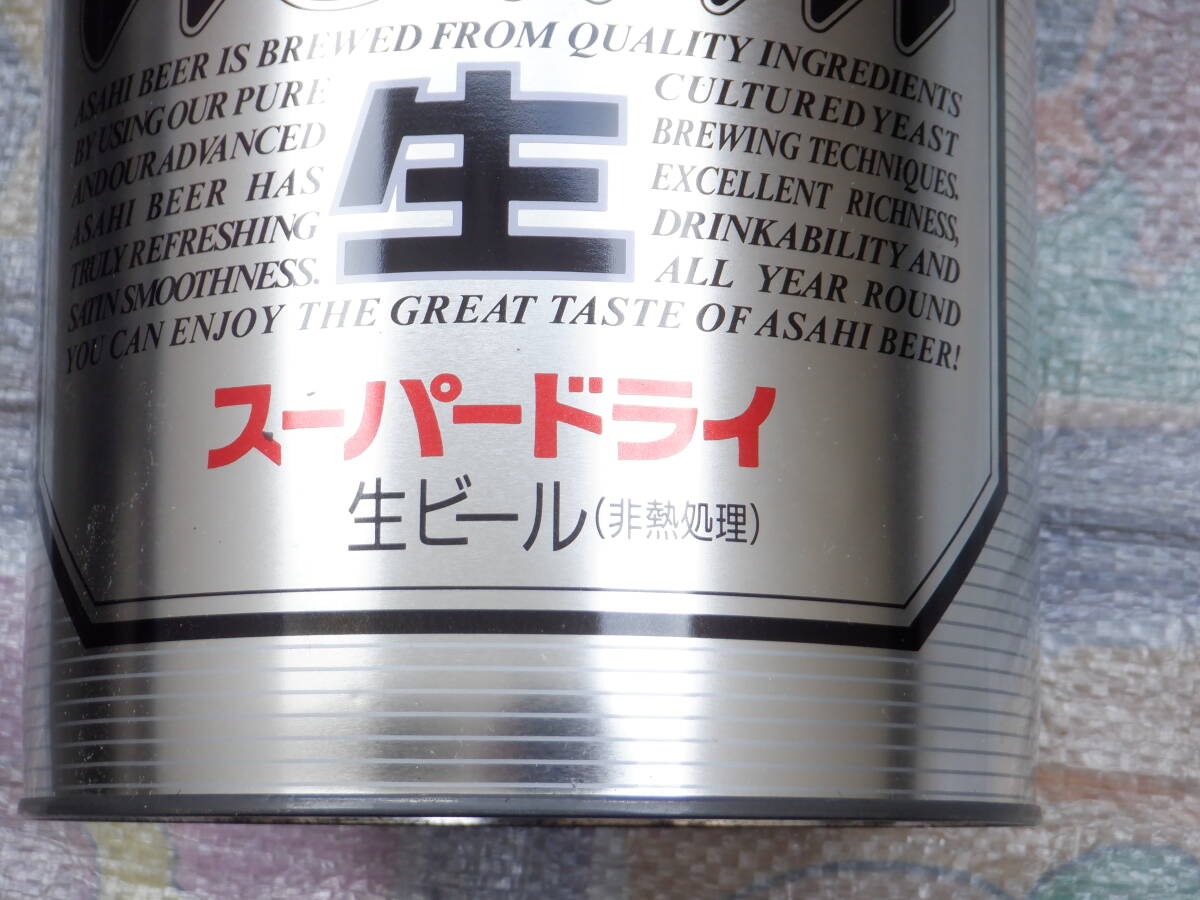 ASAHI BEER IS BREWED FROM QUALITY INGREDIENTS
BY USING OUR PURE CULTURED YEAST
AND OUR ADVANCED BREWING TECHNIQUES.
ASAHI BEER HAS EXCELLENT RICHNESS,
TRULY REFRESHING DRINKABILITY AND
SATIN SMOOTHNESS. ALL YEAR ROUND
YOU CAN ENJOY THE GREAT TASTE OF ASAHI BEER!
生
スーパードライ
生ビール(非熱処理)